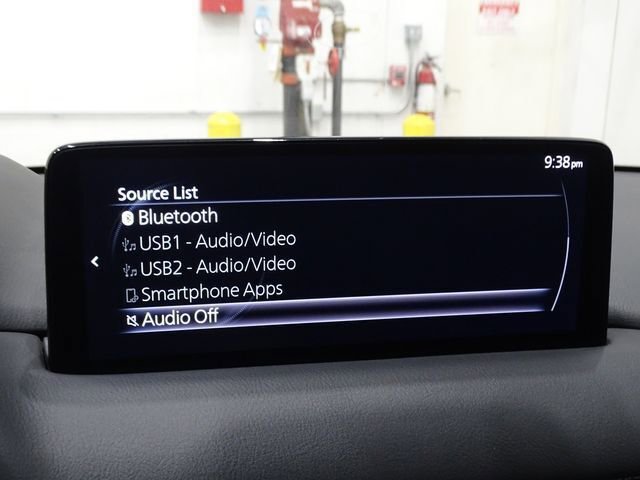 9:38pm
Source List
Bluetooth
USB1 - Audio/Video
USB2 - Audio/Video
Smartphone Apps
Audio Off